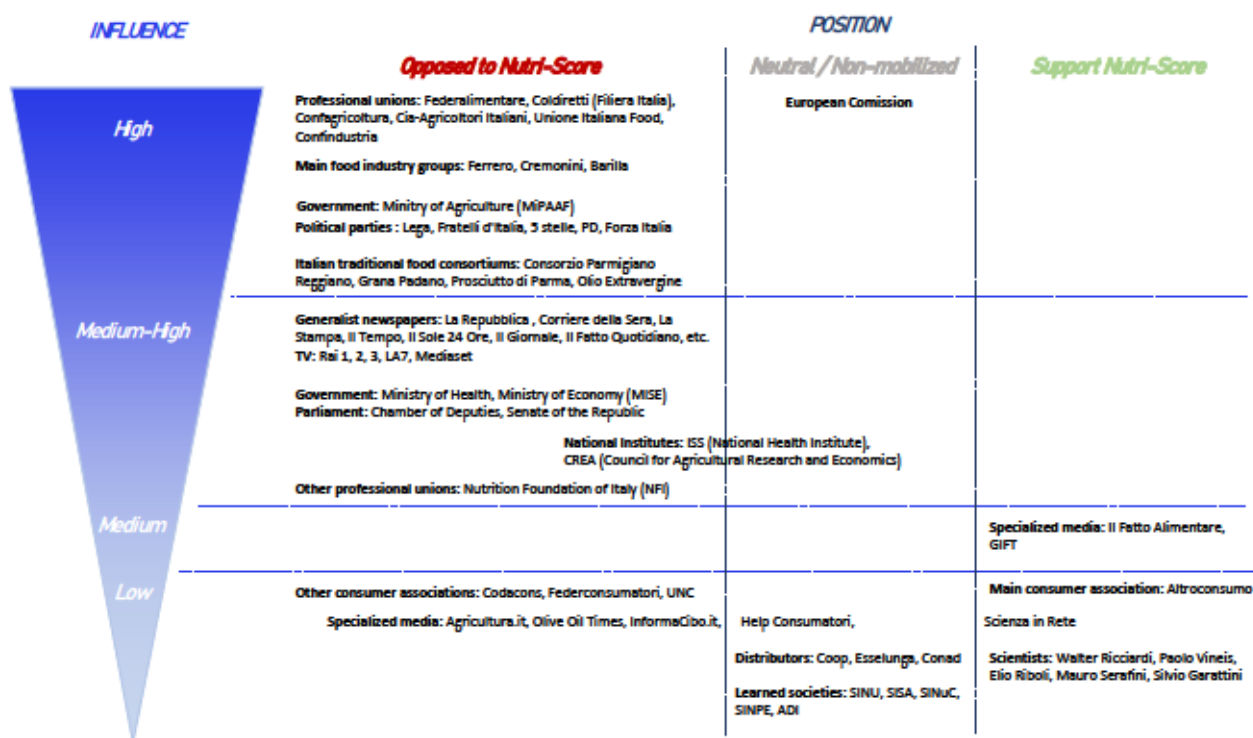 INFLUENCE
POSITION
Opposed to Nutri-Score
Neutral / Non-mobilized
Support Nutri-Score
High
Professional unions: Federalimentare, Coldiretti (Filiera Italia),
Confagricoltura, Cia-Agricoltori Italiani, Unione Italiana Food,
Confindustria
European Comission
Main food industry groups: Ferrero, Cremonini, Barilla
Government: Minitry of Agriculture (MiPAAF)
Political parties : Lega, Fratelli d'Italia, 5 stelle, PD, Forza Italia
Italian traditional food consortiums: Consorzio Parmigiano
Reggiano, Grana Padano, Prosciutto di Parma, Olio Extravergine
Medium-High
Generalist newspapers: La Repubblica , Corriere della Sera, La
Stampa, Il Tempo, Il Sole 24 Ore, Il Giornale, Il Fatto Quotidiano, etc.
TV: Rai 1, 2, 3, LA7, Mediaset
Government: Ministry of Health, Ministry of Economy (MISE)
Parliament: Chamber of Deputies, Senate of the Republic
National Institutes: ISS (National Health Institute),
CREA (Council for Agricultural Research and Economics)
Other professional unions: Nutrition Foundation of Italy (NFI)
Medium
Specialized media: Il Fatto Alimentare,
GIFT
Low
Other consumer associations: Codacons, Federconsumatori, UNC
Main consumer association: Altroconsumo
Specialized media: Agricultura.it, Olive Oil Times, InformaCibo.it, Help Consumatori, Scienza in Rete
Distributors: Coop, Esselunga, Conad
Scientists: Walter Ricciardi, Paolo Vineis,
Elio Riboli, Mauro Serafini, Silvio Garattini
Learned societies: SINU, SISA, SINuC,
SINPE, ADI